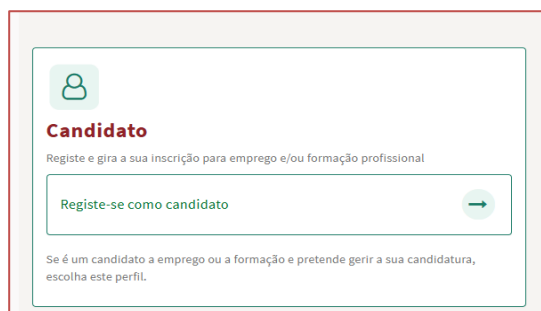 Candidato
Registe e gira a sua inscrição para emprego e/ou formação profissional
Registe-se como candidato
Se é um candidato a emprego ou a formação e pretende gerir a sua candidatura,
escolha este perfil.